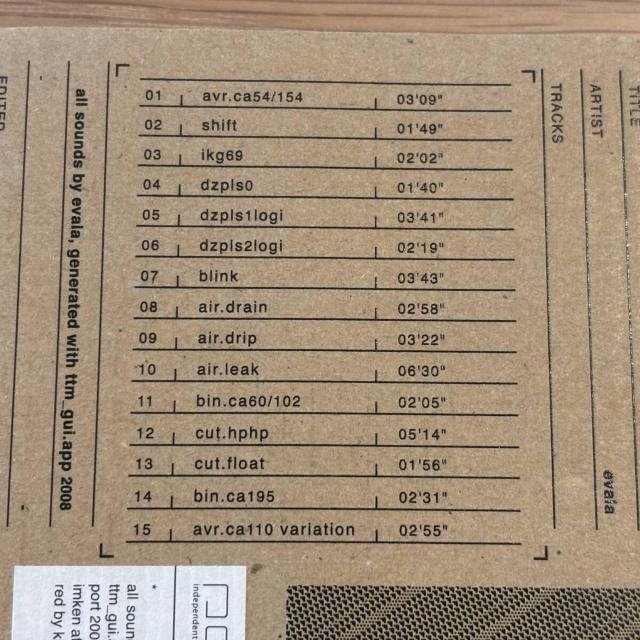 01 avr.ca54/154 03'09"
02 shift 01'49"
03 ikg69 02'02"
04 dzpls0 01'40"
05 dzpls1logi 03'41"
06 dzpls2logi 02'19"
07 blink 03'43"
08 air.drain 02'58"
09 air.drip 03'22"
10 air.leak 06'30"
11 bin.ca60/102 02'05"
12 cut.hphp 05'14"
13 cut.float 01'56"
14 bin.ca195 02'31"
15 avr.ca110 variation 02'55"
TITLE
ARTIST evala
TRACKS
all sounds by evala, generated with ttm_gui.app 2008
EDITED
independent
*
all soun
ttm_gui.
port 200
imken a
red by k